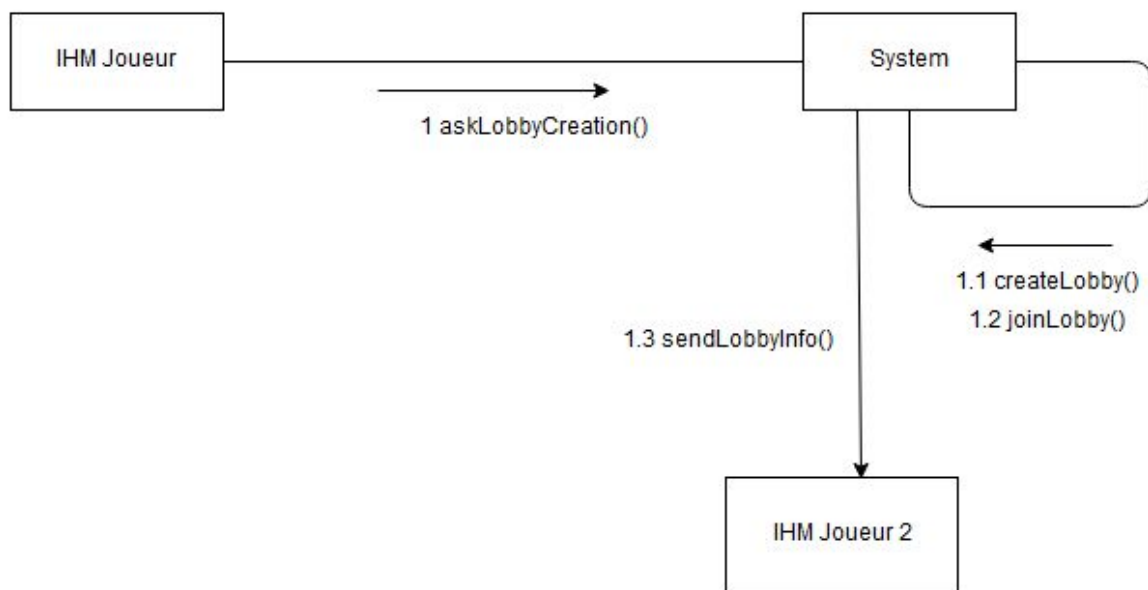 IHM Joueur
System
1 askLobbyCreation()
1.1 createLobby()
1.2 joinLobby()
1.3 sendLobbyInfo()
IHM Joueur 2